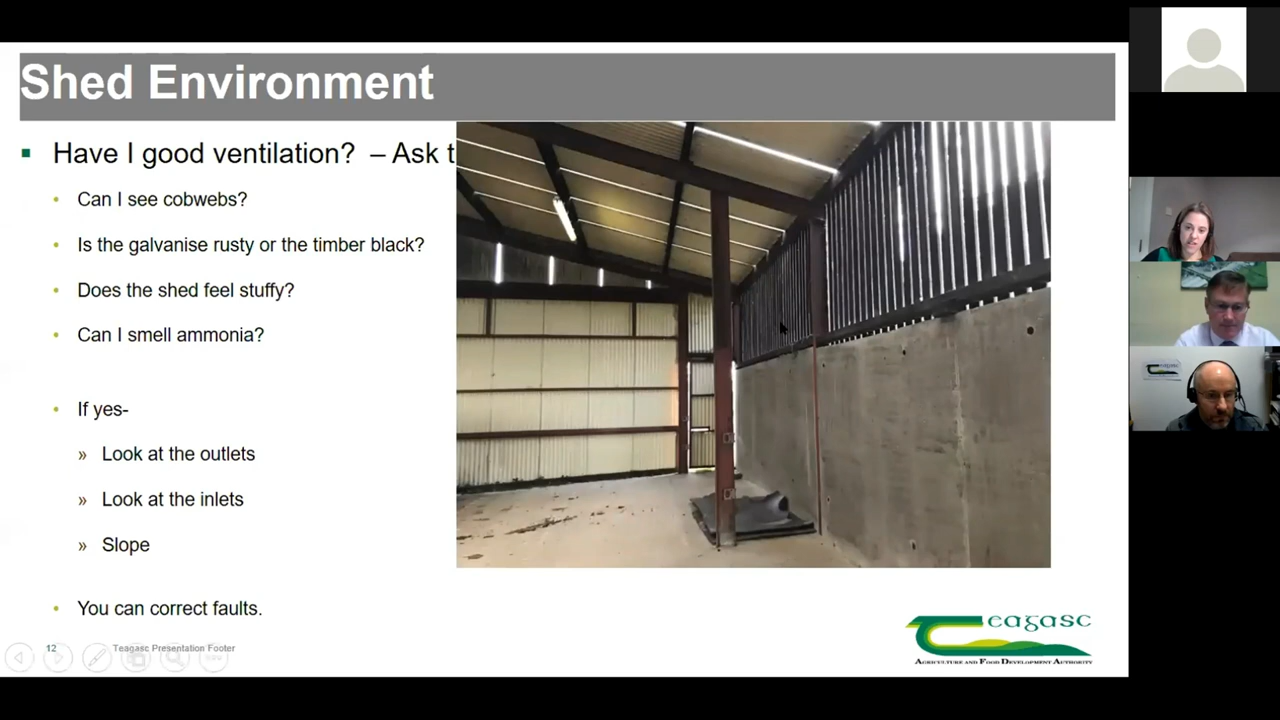 Shed Environment
▪ Have I good ventilation? – Ask t
• Can I see cobwebs?
• Is the galvanise rusty or the timber black?
• Does the shed feel stuffy?
• Can I smell ammonia?
• If yes-
» Look at the outlets
» Look at the inlets
» Slope
• You can correct faults.
12 Teagasc Presentation Footer
eagasc
AGRICULTURE AND FOOD DEVELOPMENT AUTHORITY